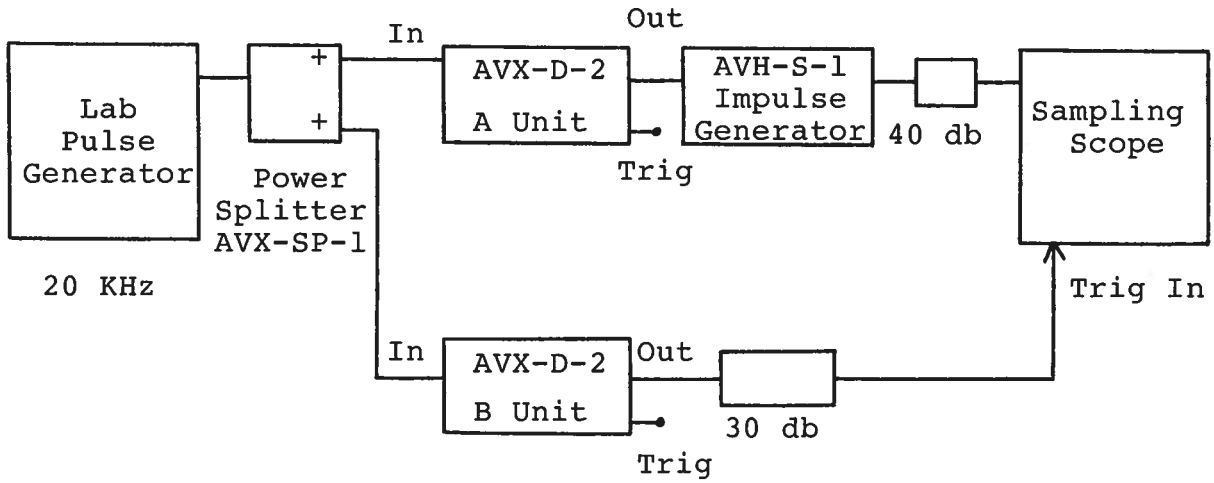 Lab
Pulse
Generator
20 KHz
+
+
Power
Splitter
AVX-SP-1
In
AVX-D-2
A Unit
Out
Trig
AVH-S-1
Impulse
Generator
40 db
Sampling
Scope
Trig In
In
AVX-D-2
B Unit
Out
Trig
30 db